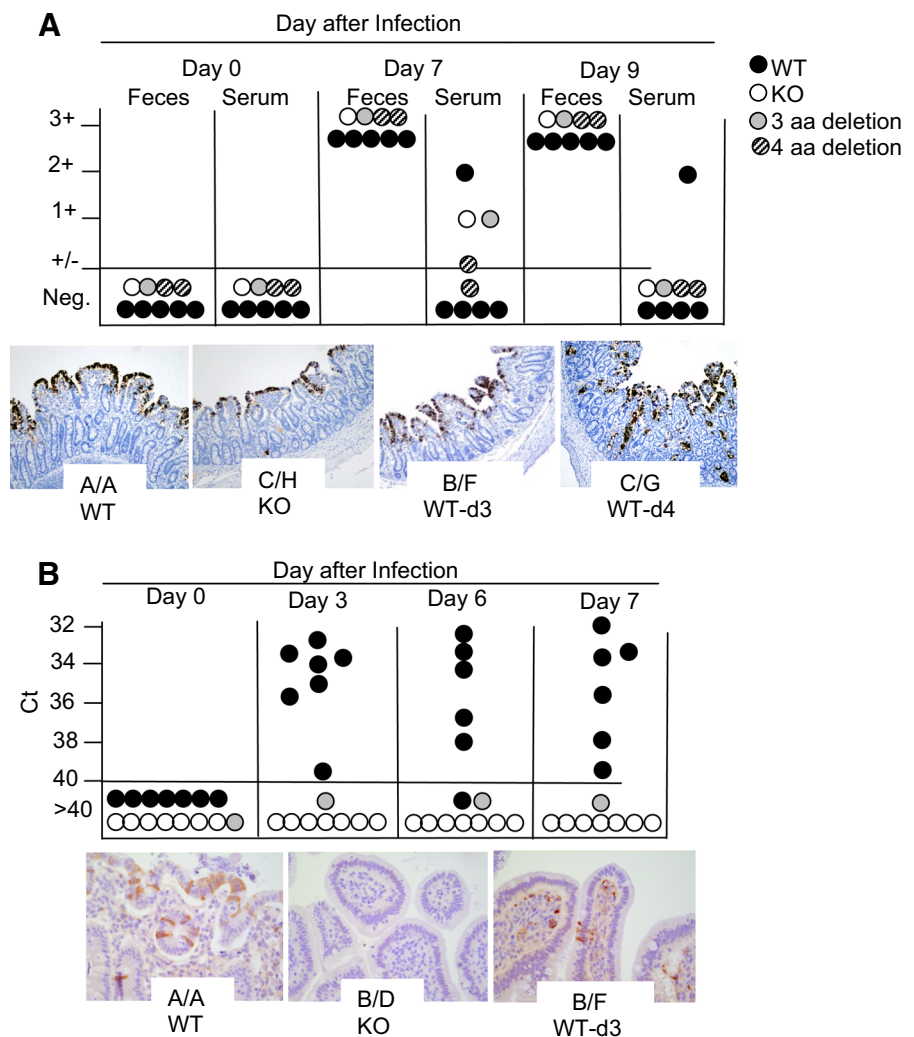 A
Day after Infection
Day 0 Day 7 Day 9
Feces Serum Feces Serum Feces Serum
WT
KO
3 aa deletion
4 aa deletion
3+
2+
1+
+/-
Neg.
A/A C/H B/F C/G
WT KO WT-d3 WT-d4
B
Day after Infection
Day 0 Day 3 Day 6 Day 7
Ct
32
34
36
38
40
>40
A/A B/D B/F
WT KO WT-d3